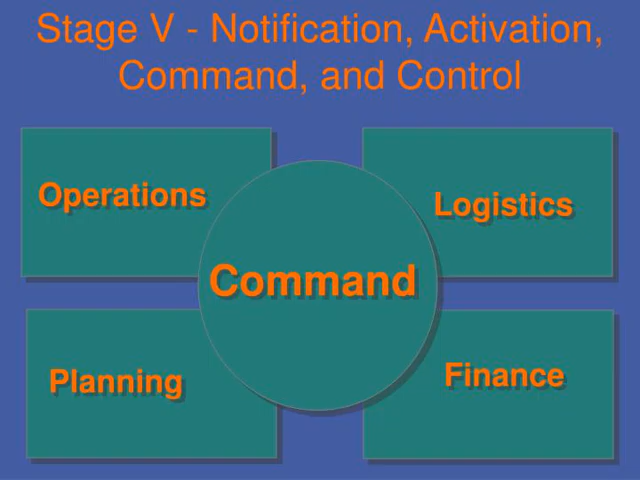 Stage V - Notification, Activation,
Command, and Control
Operations
Logistics
Command
Planning
Finance